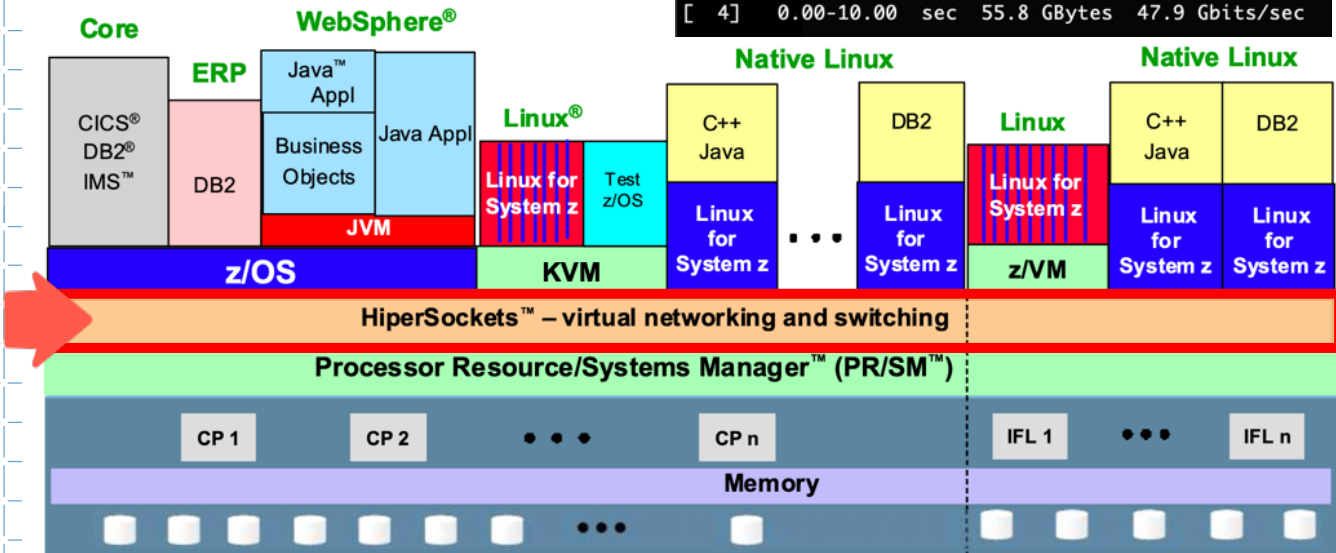 [  4]   0.00-10.00  sec  55.8 GBytes  47.9 Gbits/sec
Core
WebSphere®
ERP
Native Linux
Native Linux
CICS®
DB2®
IMS™
DB2
Java™
Appl
Business
Objects
Java Appl
JVM
Linux®
Linux for
System z
Test
z/OS
C++
Java
Linux
for
System z
DB2
Linux
for
System z
Linux
Linux for
System z
C++
Java
Linux
for
System z
DB2
Linux
for
System z
z/OS
KVM
z/VM
HiperSockets™ – virtual networking and switching
Processor Resource/Systems Manager™ (PR/SM™)
CP 1
CP 2
CP n
IFL 1
IFL n
Memory